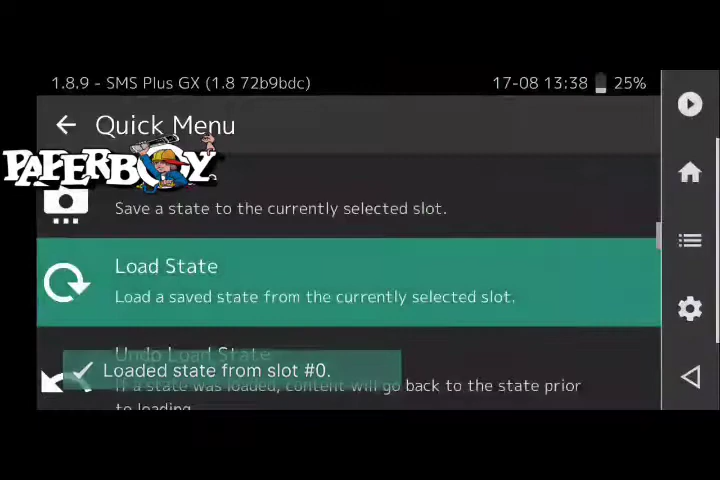 1.8.9 - SMS Plus GX (1.8 72b9bdc) 17-08 13:38 25%
Quick Menu
PAPERBOY
Save a state to the currently selected slot.
Load State
Load a saved state from the currently selected slot.
Undo Load State
Loaded state from slot #0.
If a state was loaded, content will go back to the state prior
to loading.